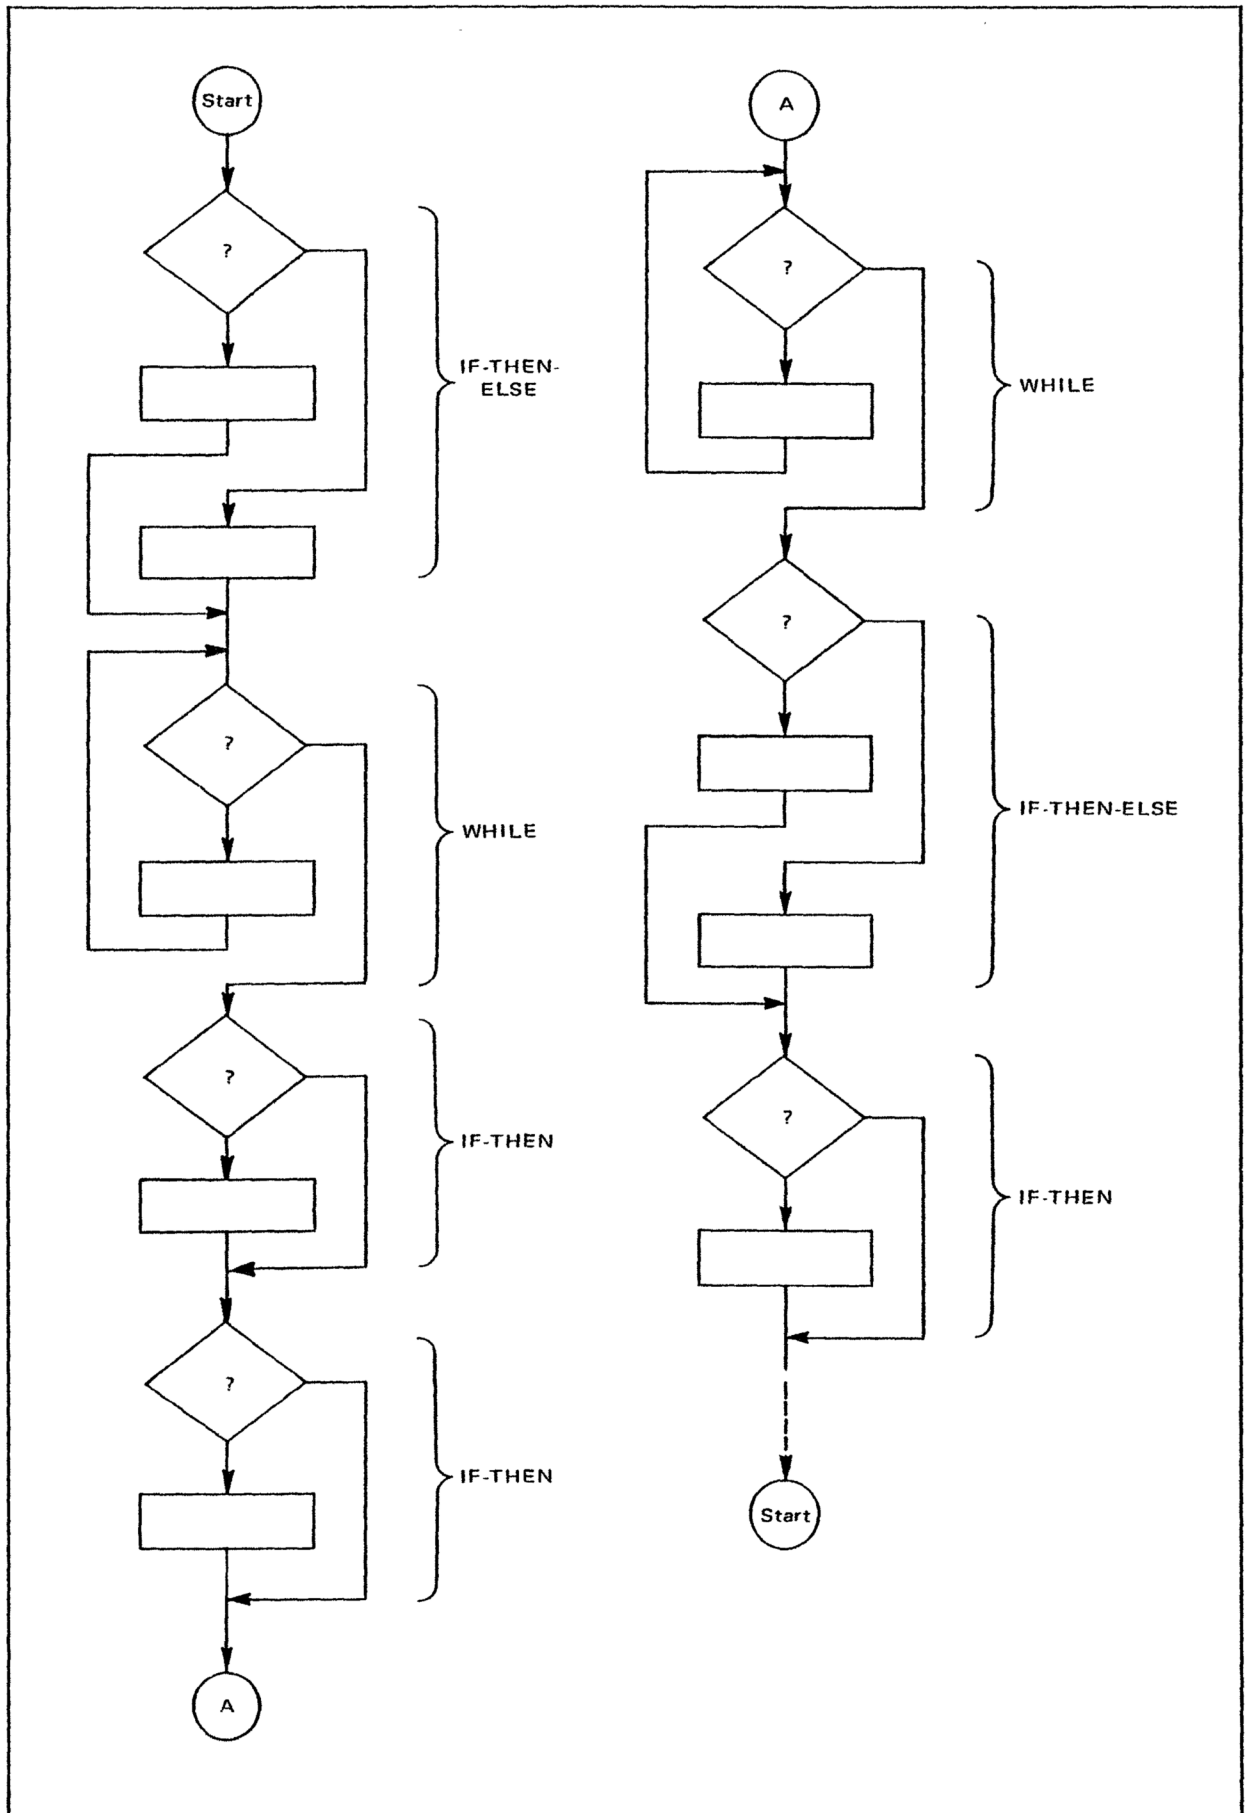 Start
?
IF-THEN-
ELSE
?
WHILE
?
IF-THEN
?
IF-THEN
A
A
?
WHILE
?
IF-THEN-ELSE
?
IF-THEN
Start